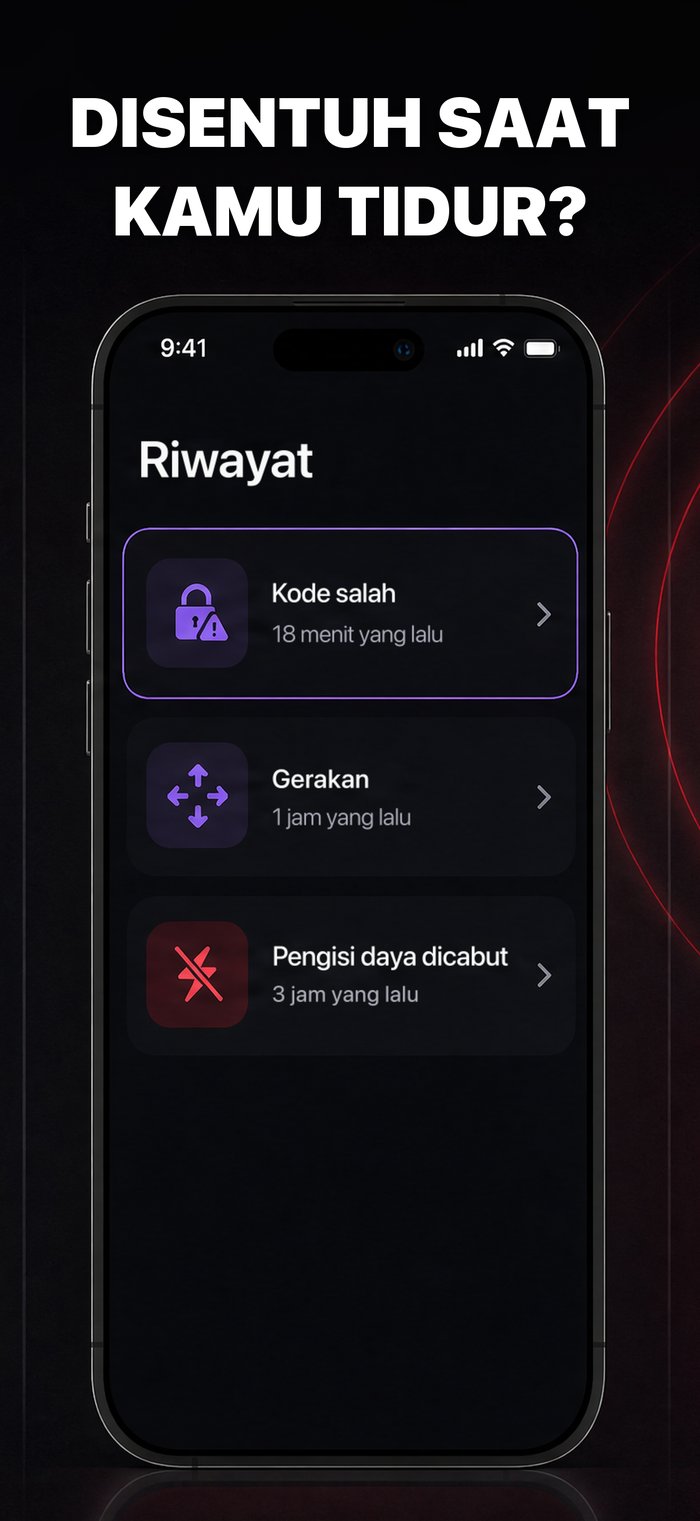 DISENTUH SAAT
KAMU TIDUR?
9:41
Riwayat
Kode salah
18 menit yang lalu
Gerakan
1 jam yang lalu
Pengisi daya dicabut
3 jam yang lalu